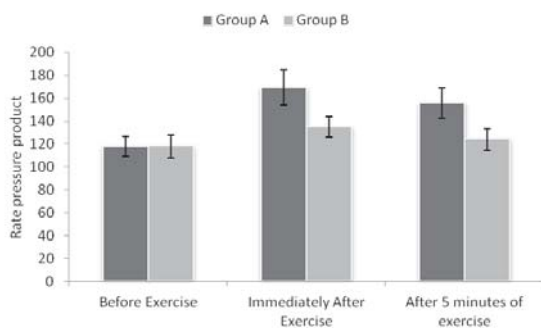 Group A Group B
200
180
160
140
120
100
80
60
40
20
0
Rate pressure product
Before Exercise
Immediately After
Exercise
After 5 minutes of
exercise